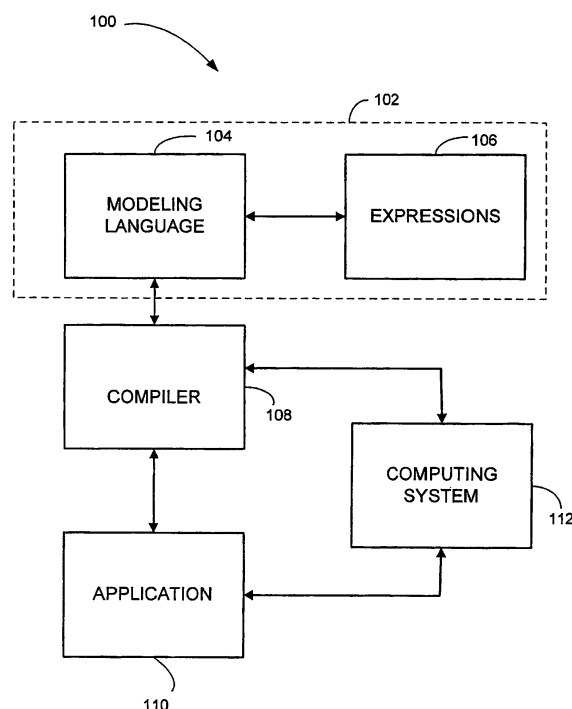 100
102
104
106
MODELING
LANGUAGE
EXPRESSIONS
COMPILER
108
COMPUTING
SYSTEM
112
APPLICATION
110